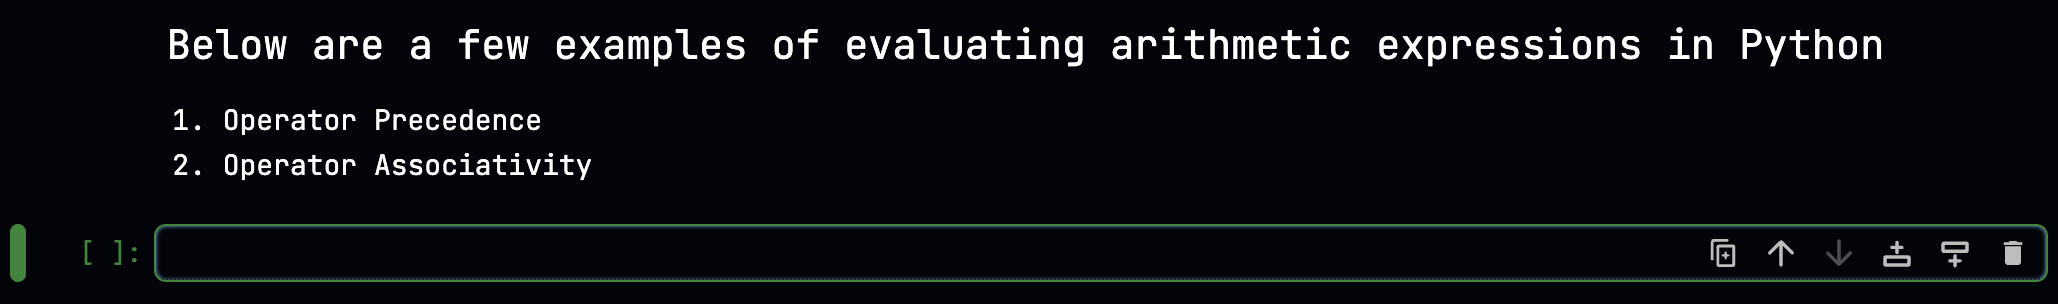 Below are a few examples of evaluating arithmetic expressions in Python
1. Operator Precedence
2. Operator Associativity
[ ]: